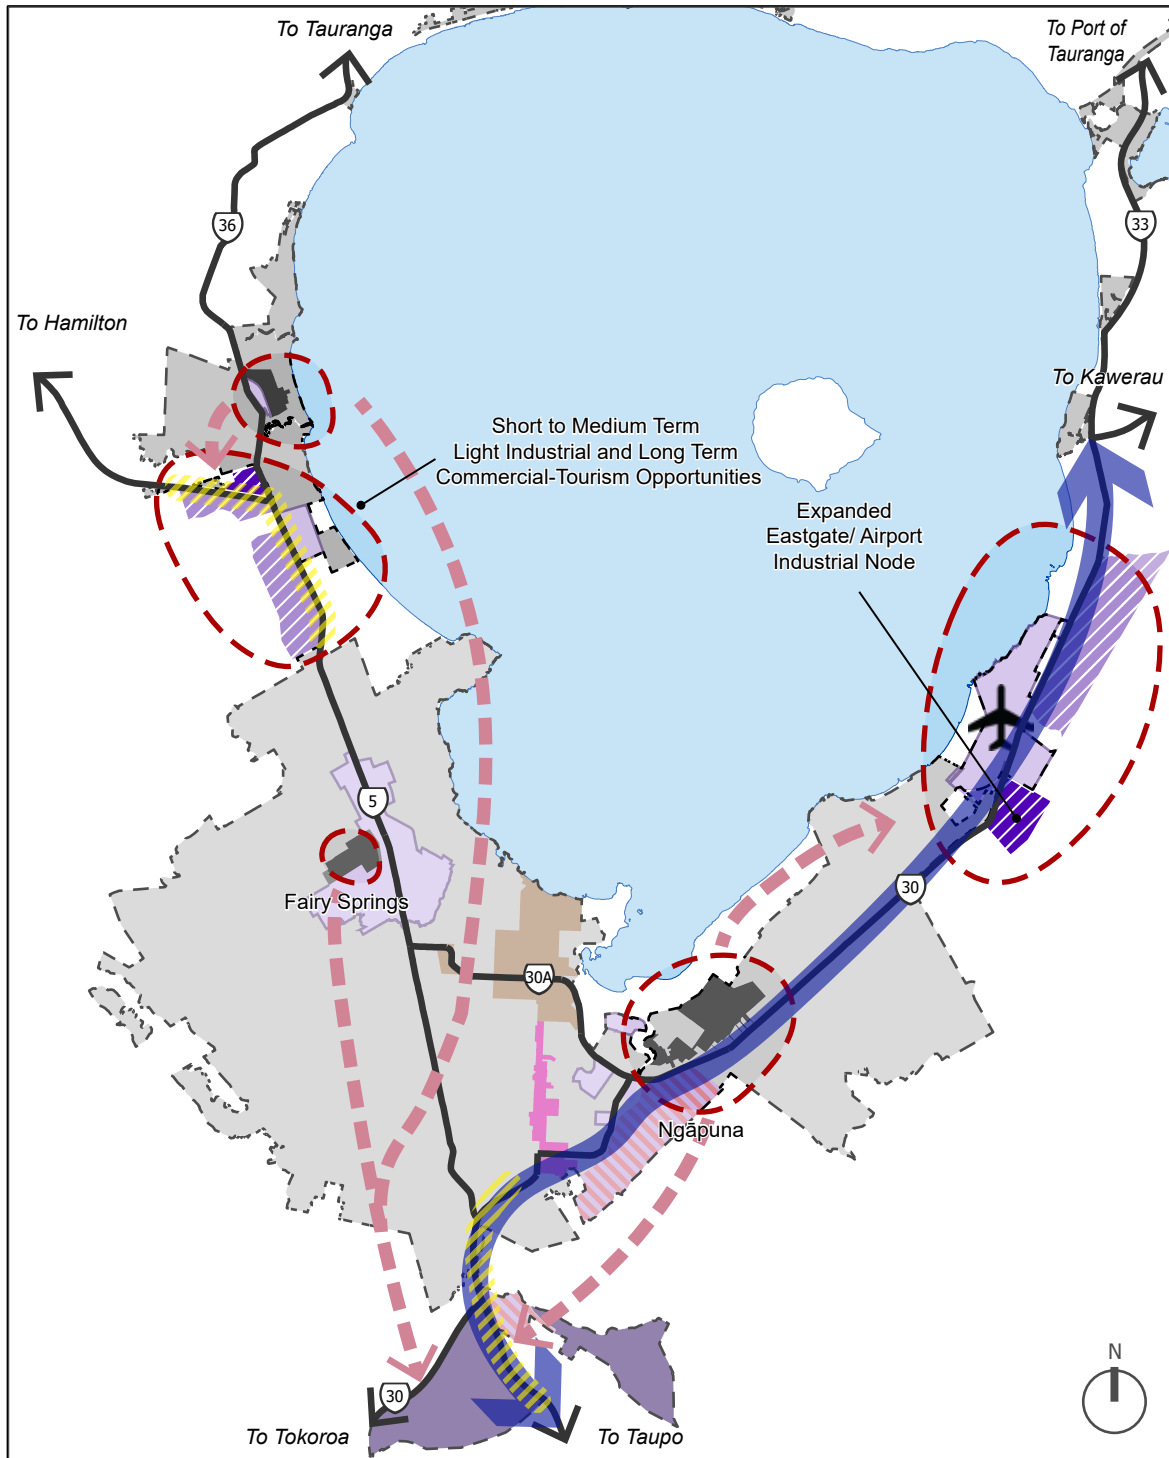 To Tauranga
To Port of
Tauranga
36
33
To Hamilton
To Kawerau
Short to Medium Term
Light Industrial and Long Term
Commercial-Tourism Opportunities
Expanded
Eastgate/ Airport
Industrial Node
5
30
Fairy Springs
30A
Ngāpuna
N
30
To Tokoroa
To Taupo